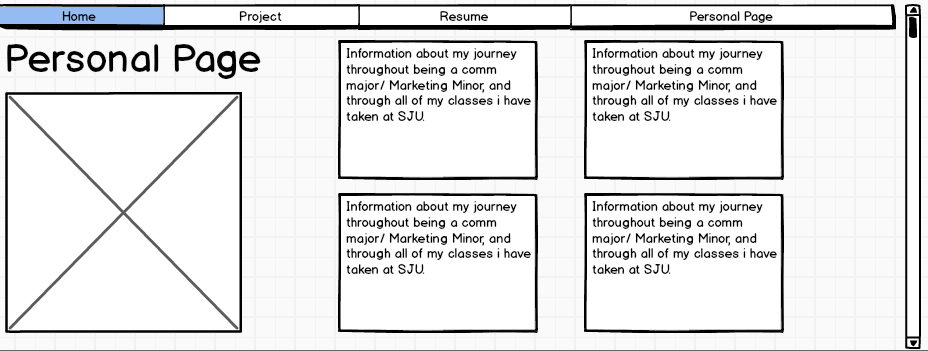 Home Project Resume Personal Page
Personal Page
Information about my journey
throughout being a comm
major/ Marketing Minor, and
through all of my classes i have
taken at SJU.
Information about my journey
throughout being a comm
major/ Marketing Minor, and
through all of my classes i have
taken at SJU.
Information about my journey
throughout being a comm
major/ Marketing Minor, and
through all of my classes i have
taken at SJU.
Information about my journey
throughout being a comm
major/ Marketing Minor, and
through all of my classes i have
taken at SJU.